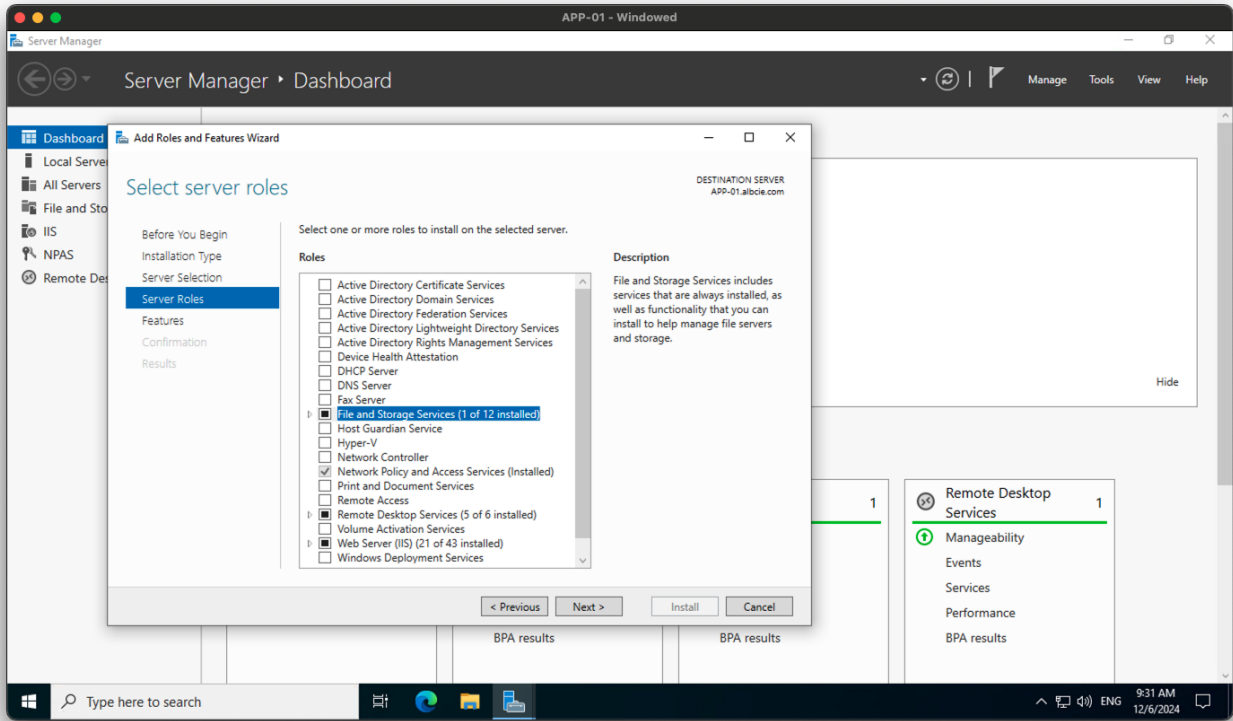 APP-01 - Windowed
Server Manager
Server Manager • Dashboard
Manage Tools View Help
Dashboard
Local Server
All Servers
File and Sto
IIS
NPAS
Remote Des
Add Roles and Features Wizard
Select server roles
DESTINATION SERVER
APP-01.albcie.com
Before You Begin
Installation Type
Server Selection
Server Roles
Features
Confirmation
Results
Select one or more roles to install on the selected server.
Roles
Active Directory Certificate Services
Active Directory Domain Services
Active Directory Federation Services
Active Directory Lightweight Directory Services
Active Directory Rights Management Services
Device Health Attestation
DHCP Server
DNS Server
Fax Server
File and Storage Services (1 of 12 installed)
Host Guardian Service
Hyper-V
Network Controller
Network Policy and Access Services (Installed)
Print and Document Services
Remote Access
Remote Desktop Services (5 of 6 installed)
Volume Activation Services
Web Server (IIS) (21 of 43 installed)
Windows Deployment Services
Description
File and Storage Services includes
services that are always installed, as
well as functionality that you can
install to help manage file servers
and storage.
< Previous
Next >
Install
Cancel
Hide
1
Remote Desktop
Services
1
Manageability
Events
Services
Performance
BPA results
BPA results
BPA results
Type here to search
ENG
9:31 AM
12/6/2024